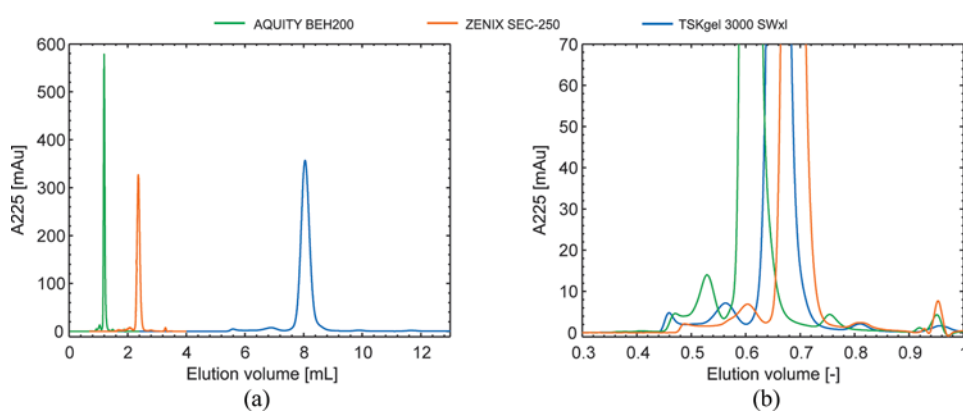 AQUITY BEH200 ZENIX SEC-250 TSKgel 3000 SWxl
600
500
400
300
200
100
0
A225 [mAu]
0 2 4 6 8 10 12
Elution volume [mL]
(a)
70
60
50
40
30
20
10
0
A225 [mAu]
0.3 0.4 0.5 0.6 0.7 0.8 0.9 1
Elution volume [-]
(b)